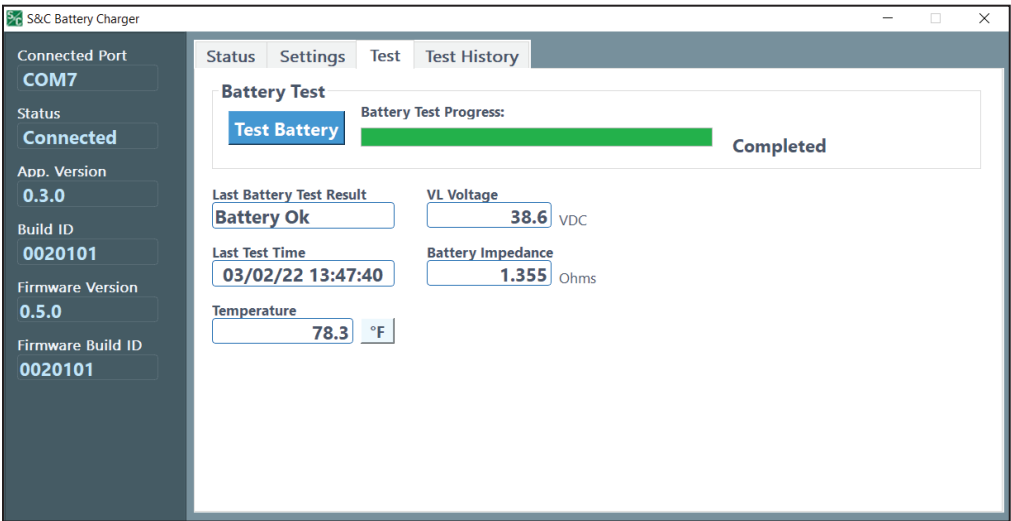 S&C Battery Charger
Connected Port
COM7
Status
Connected
App. Version
0.3.0
Build ID
0020101
Firmware Version
0.5.0
Firmware Build ID
0020101
Status Settings Test Test History
Battery Test
Test Battery
Battery Test Progress:
Completed
Last Battery Test Result
Battery Ok
VL Voltage
38.6 VDC
Last Test Time
03/02/22 13:47:40
Battery Impedance
1.355 Ohms
Temperature
78.3 °F